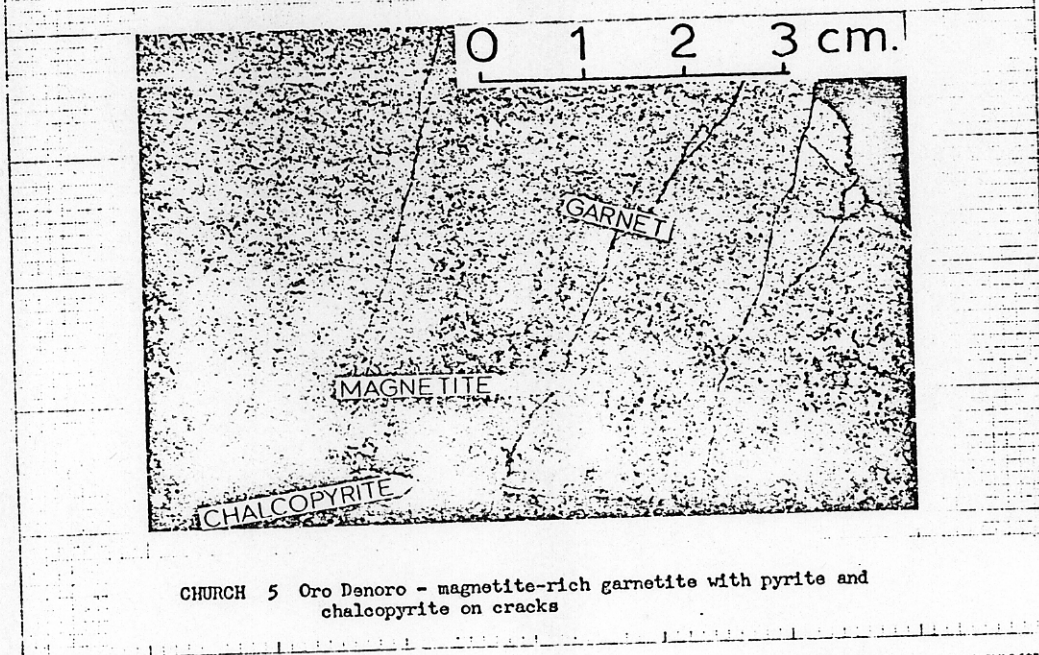 0 1 2 3 cm.
GARNET
MAGNETITE
CHALCOPYRITE
CHURCH 5 Oro Denoro - magnetite-rich garnetite with pyrite and
chalcopyrite on cracks